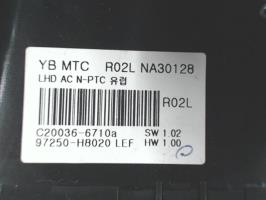 YB MTC R02L NA30128
LHD AC N-PTC 유럽
R02L
C20036-6710a SW 1.02
97250-H8020 LEF HW 1.00